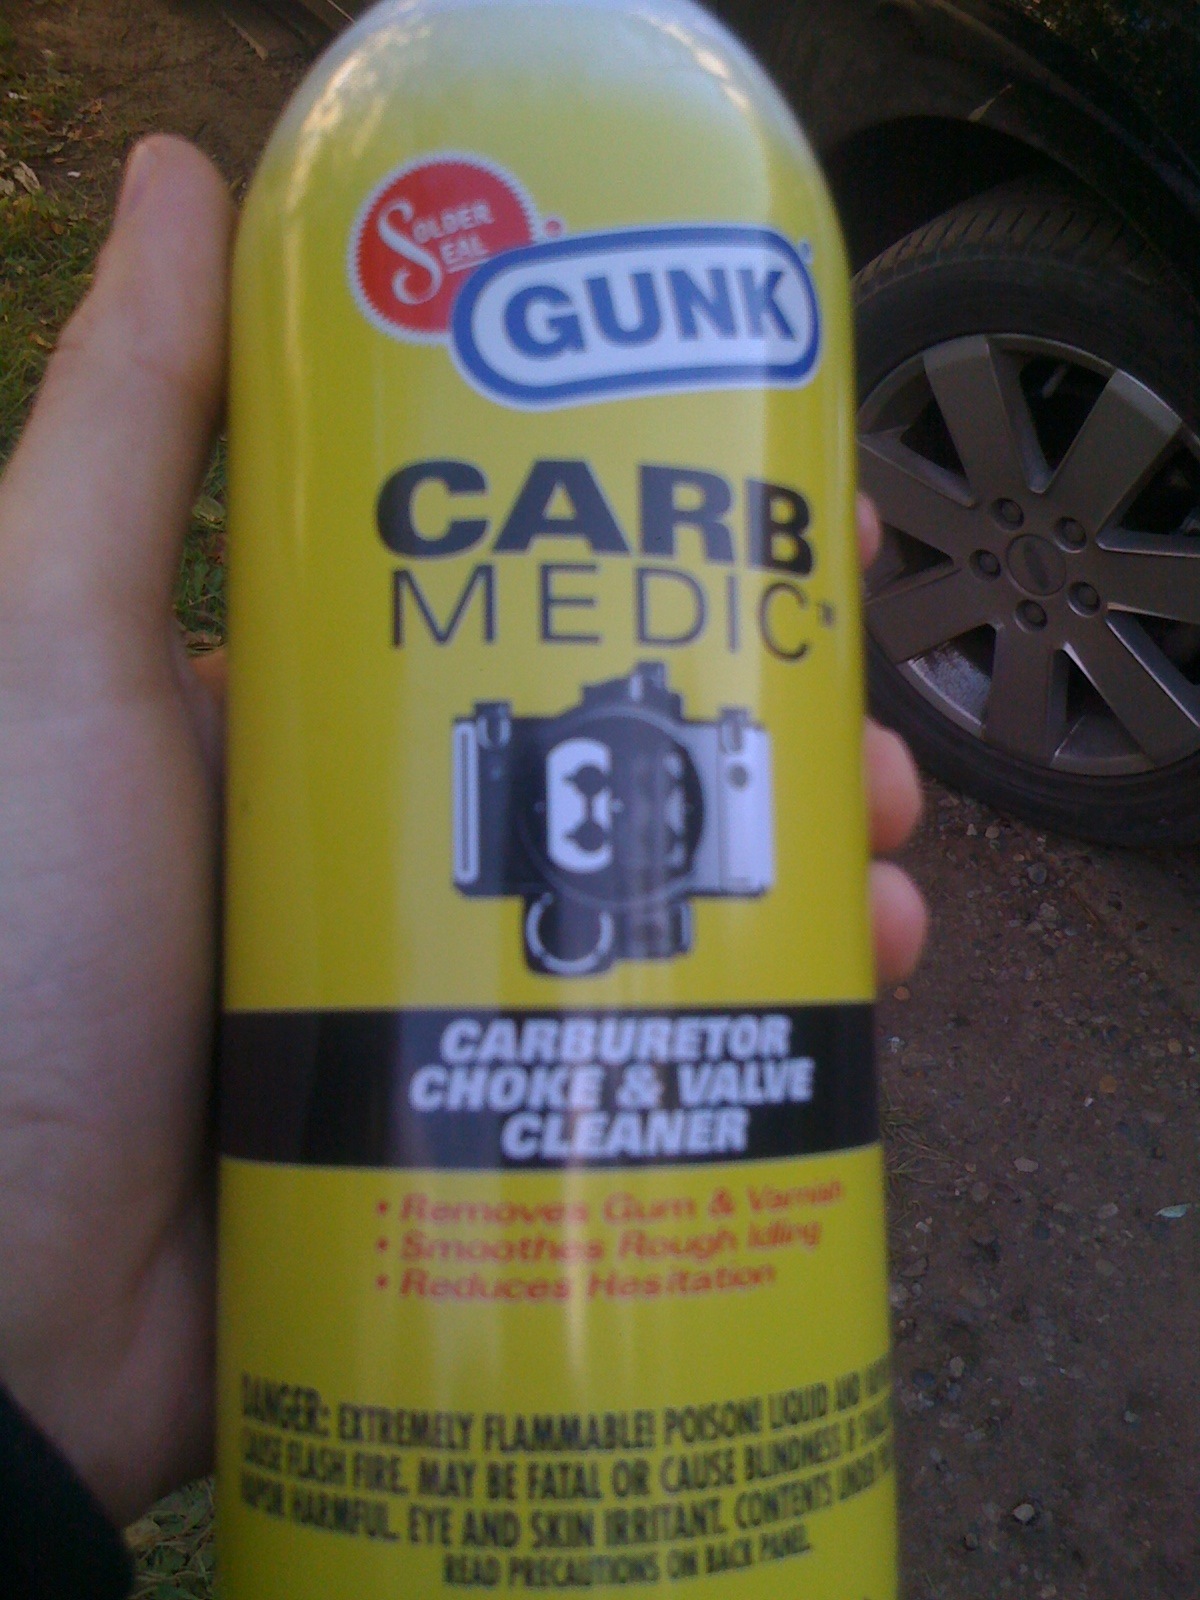 SOLDER
SEAL
GUNK
CARB
MEDIC
CARBURETOR
CHOKE & VALVE
CLEANER
• Removes Gum & Varnish
• Smoothes Rough Idling
• Reduces Hesitation
DANGER: EXTREMELY FLAMMABLE! POISON! LIQUID AND
CAUSE FLASH FIRE. MAY BE FATAL OR CAUSE BLINDNESS IF
VAPOR HARMFUL. EYE AND SKIN IRRITANT. CONTENTS UNDER
READ PRECAUTIONS ON BACK PANEL.